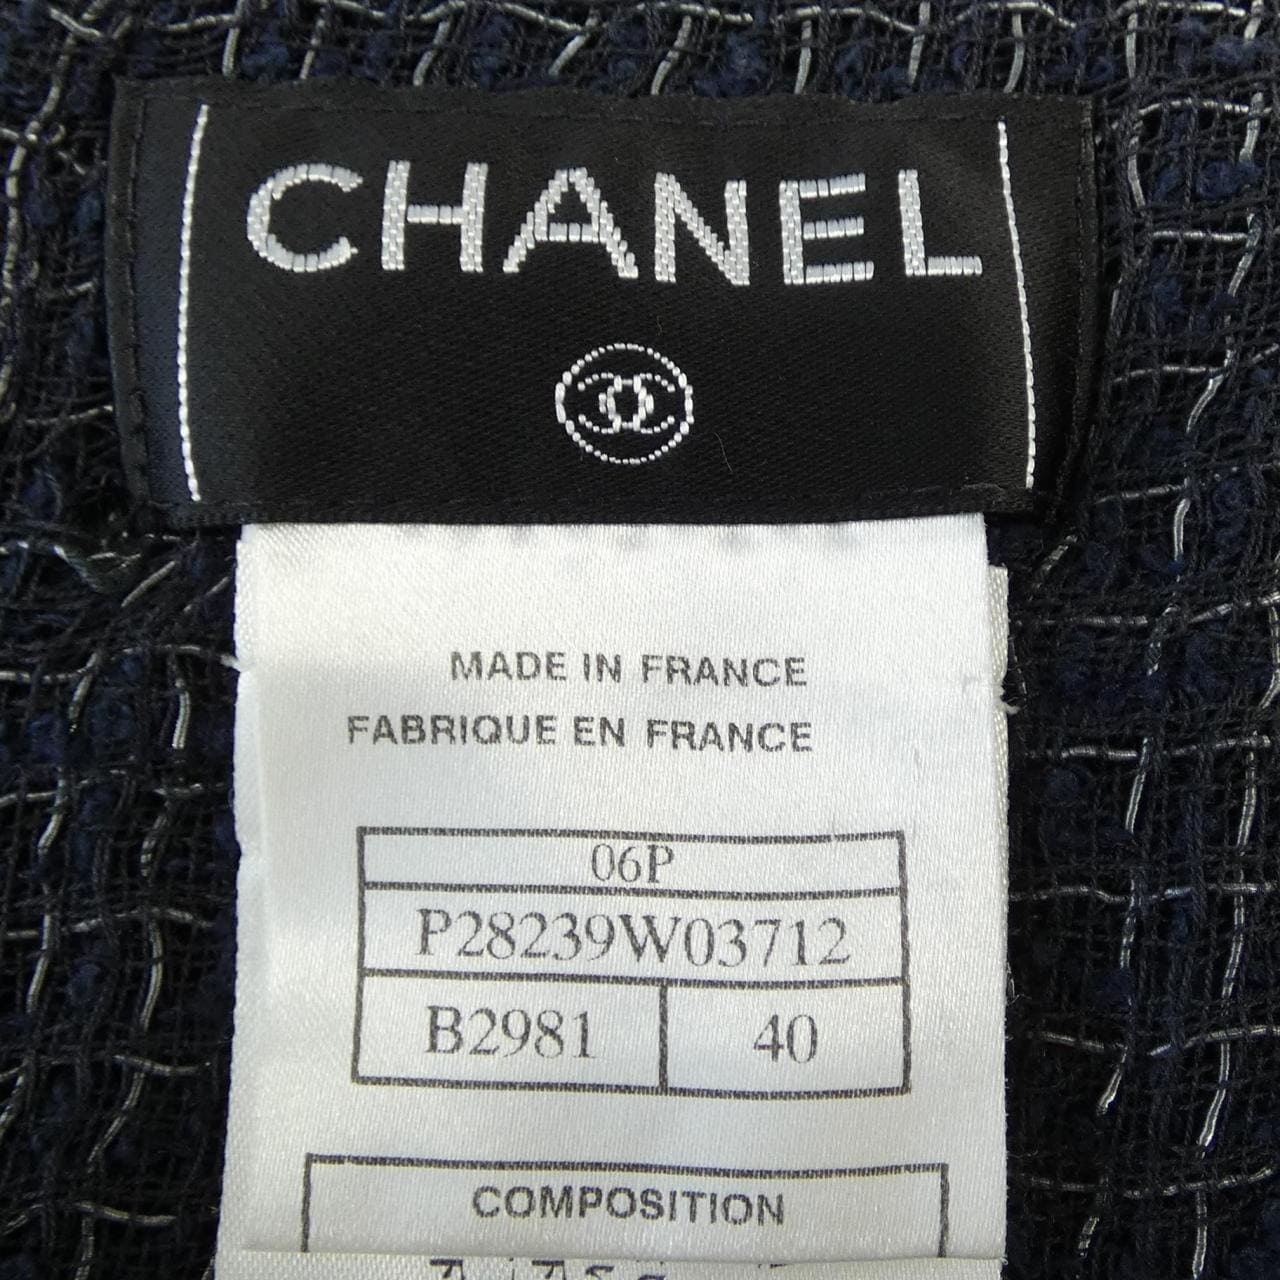 CHANEL
MADE IN FRANCE
FABRIQUE EN FRANCE
06P
P28239W03712
B2981 40
COMPOSITION